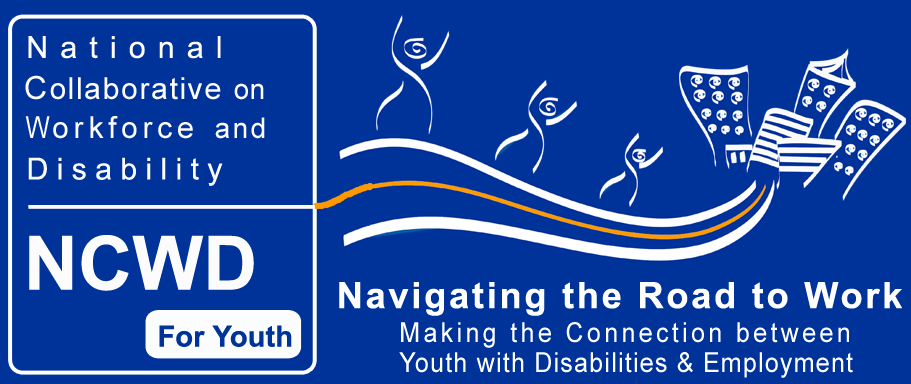 National
Collaborative on
Workforce and
Disability
NCWD
For Youth
Navigating the Road to Work
Making the Connection between
Youth with Disabilities & Employment